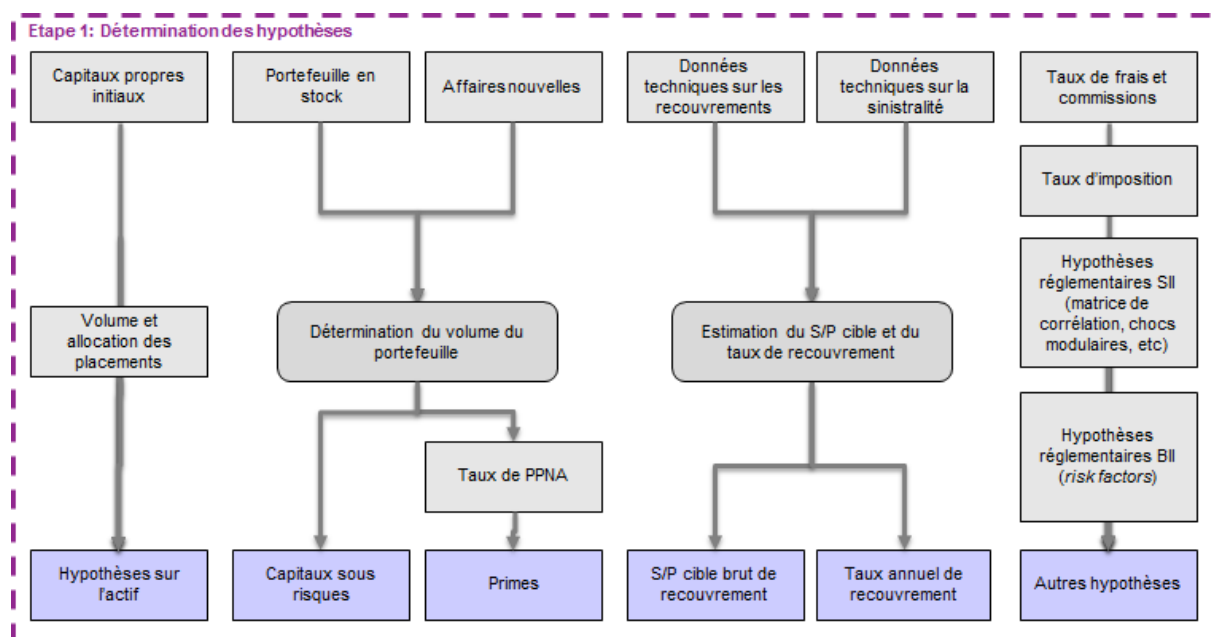 Etape 1: Détermination des hypothèses
Capitaux propres
initiaux
Portefeuille en
stock
Affaires nouvelles
Données
techniques sur les
recouvrements
Données
techniques sur la
sinistralité
Taux de frais et
commissions
Taux d'imposition
Hypothèses
réglementaires SII
(matrice de
corrélation, chocs
modulaires, etc)
Volume et
allocation des
placements
Détermination du volume du
portefeuille
Estimation du S/P cible et du
taux de recouvrement
Hypothèses
réglementaires BII
(risk factors)
Taux de PPNA
Hypothèses sur
l'actif
Capitaux sous
risques
Primes
S/P cible brut de
recouvrement
Taux annuel de
recouvrement
Autres hypothèses